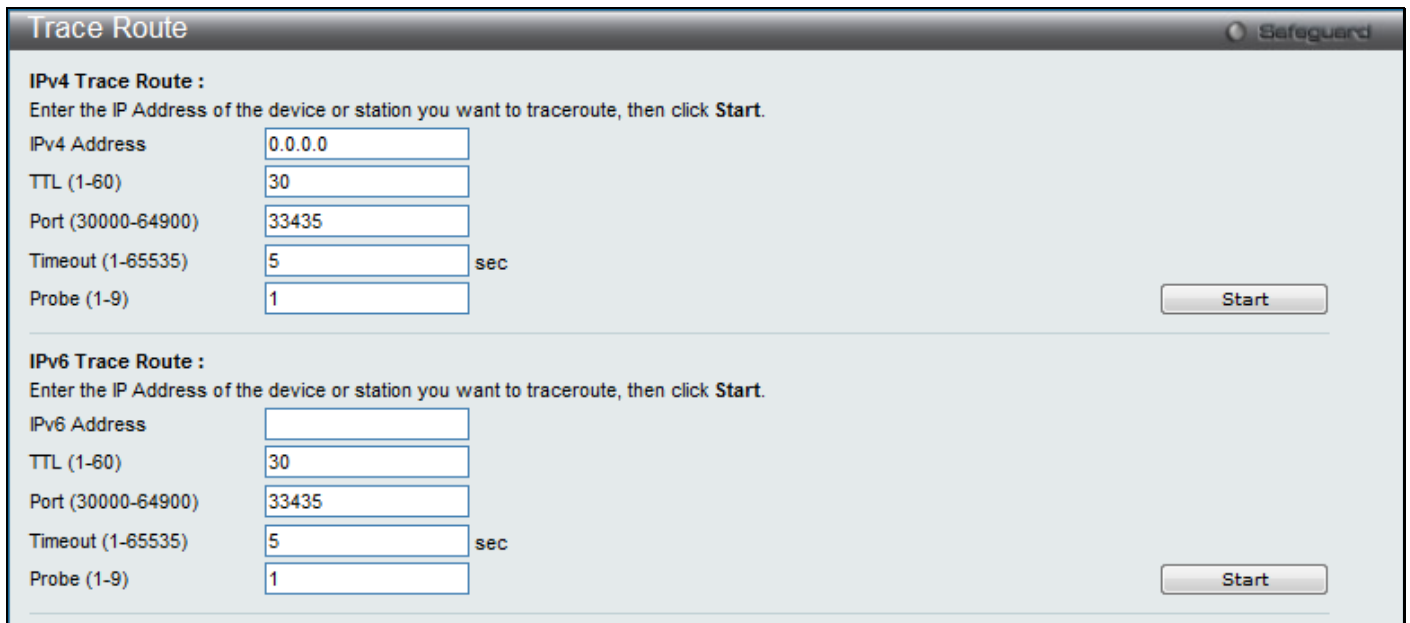 Trace Route Safeguard
IPv4 Trace Route :
Enter the IP Address of the device or station you want to traceroute, then click Start.
IPv4 Address 0.0.0.0
TTL (1-60) 30
Port (30000-64900) 33435
Timeout (1-65535) 5 sec
Probe (1-9) 1 Start
IPv6 Trace Route :
Enter the IP Address of the device or station you want to traceroute, then click Start.
IPv6 Address
TTL (1-60) 30
Port (30000-64900) 33435
Timeout (1-65535) 5 sec
Probe (1-9) 1 Start